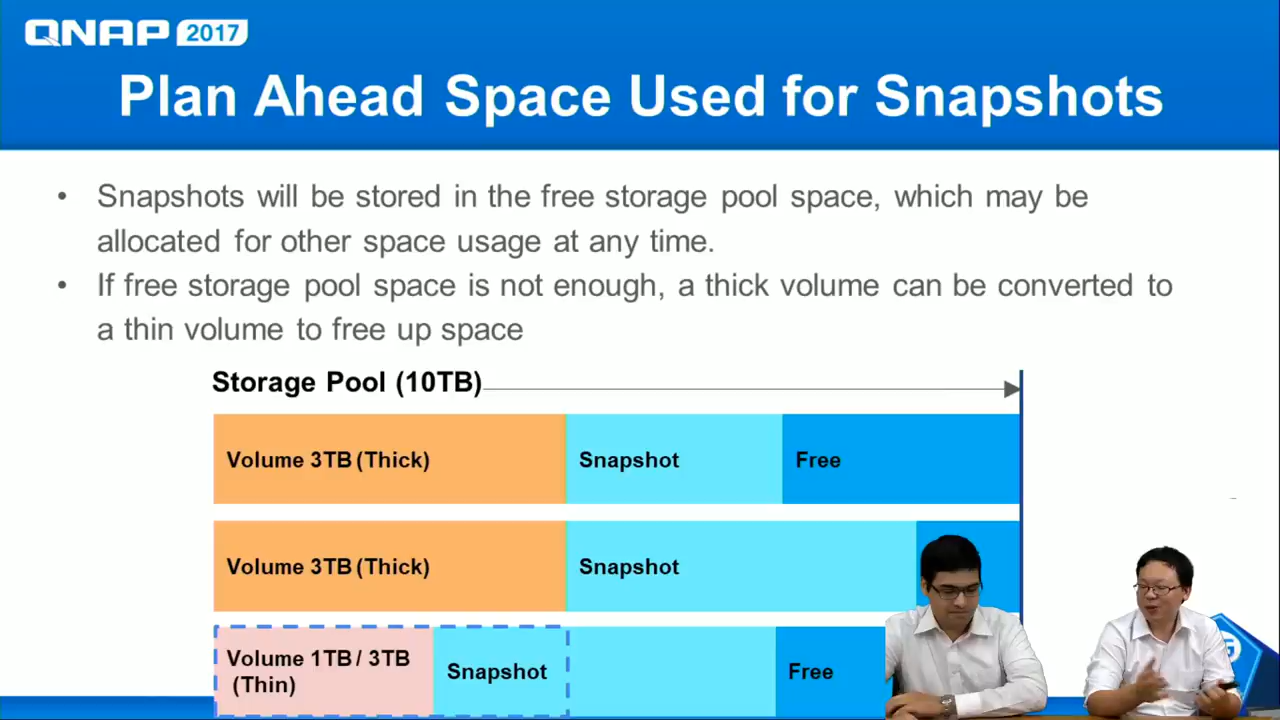 QNAP 2017
Plan Ahead Space Used for Snapshots
• Snapshots will be stored in the free storage pool space, which may be
allocated for other space usage at any time.
• If free storage pool space is not enough, a thick volume can be converted to
a thin volume to free up space
Storage Pool (10TB)
Volume 3TB (Thick) Snapshot Free
Volume 3TB (Thick) Snapshot
Volume 1TB / 3TB
(Thin) Snapshot Free